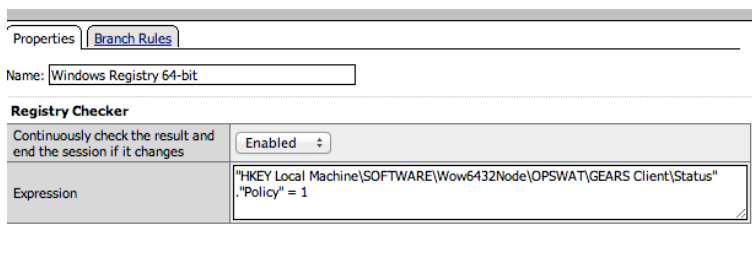 Properties Branch Rules
Name: Windows Registry 64-bit
Registry Checker
Continuously check the result and
end the session if it changes
Enabled
Expression
"HKEY Local Machine\SOFTWARE\Wow6432Node\OPSWAT\GEARS Client\Status"
."Policy" = 1